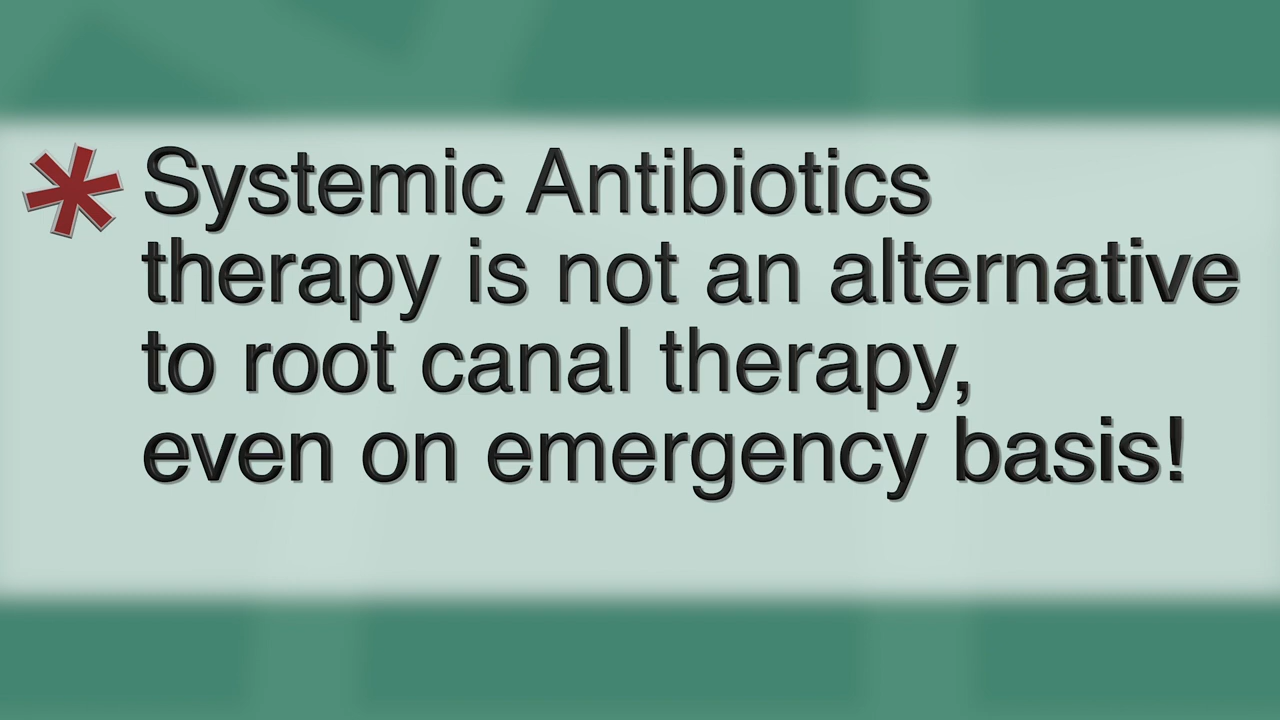 * Systemic Antibiotics
therapy is not an alternative
to root canal therapy,
even on emergency basis!